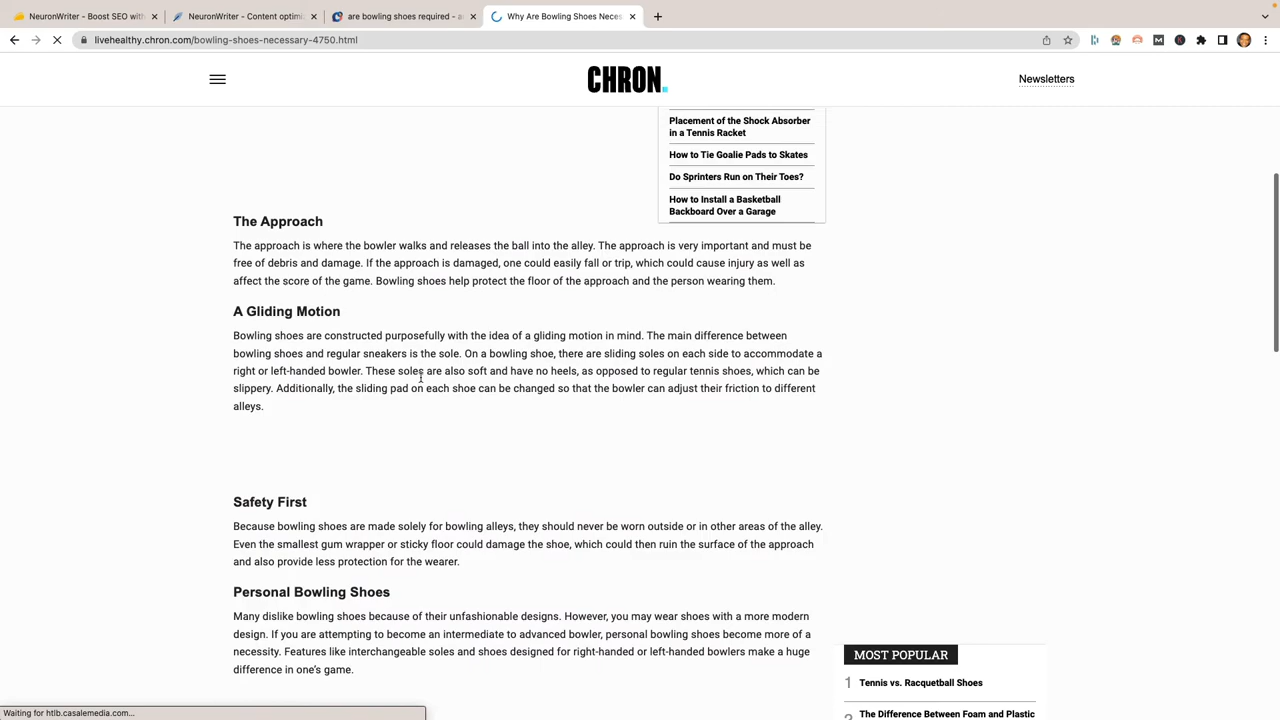 NeuronWriter - Boost SEO with
NeuronWriter - Content optimi
are bowling shoes required - a
Why Are Bowling Shoes Neces
livehealthy.chron.com/bowling-shoes-necessary-4750.html
CHRON.
Newsletters
Placement of the Shock Absorber
in a Tennis Racket
How to Tie Goalie Pads to Skates
Do Sprinters Run on Their Toes?
How to Install a Basketball
Backboard Over a Garage
The Approach
The approach is where the bowler walks and releases the ball into the alley. The approach is very important and must be
free of debris and damage. If the approach is damaged, one could easily fall or trip, which could cause injury as well as
affect the score of the game. Bowling shoes help protect the floor of the approach and the person wearing them.
A Gliding Motion
Bowling shoes are constructed purposefully with the idea of a gliding motion in mind. The main difference between
bowling shoes and regular sneakers is the sole. On a bowling shoe, there are sliding soles on each side to accommodate a
right or left-handed bowler. These soles are also soft and have no heels, as opposed to regular tennis shoes, which can be
slippery. Additionally, the sliding pad on each shoe can be changed so that the bowler can adjust their friction to different
alleys.
Safety First
Because bowling shoes are made solely for bowling alleys, they should never be worn outside or in other areas of the alley.
Even the smallest gum wrapper or sticky floor could damage the shoe, which could then ruin the surface of the approach
and also provide less protection for the wearer.
Personal Bowling Shoes
Many dislike bowling shoes because of their unfashionable designs. However, you may wear shoes with a more modern
design. If you are attempting to become an intermediate to advanced bowler, personal bowling shoes become more of a
necessity. Features like interchangeable soles and shoes designed for right-handed or left-handed bowlers make a huge
difference in one's game.
MOST POPULAR
1 Tennis vs. Racquetball Shoes
The Difference Between Foam and Plastic
Waiting for htlb.casalemedia.com...